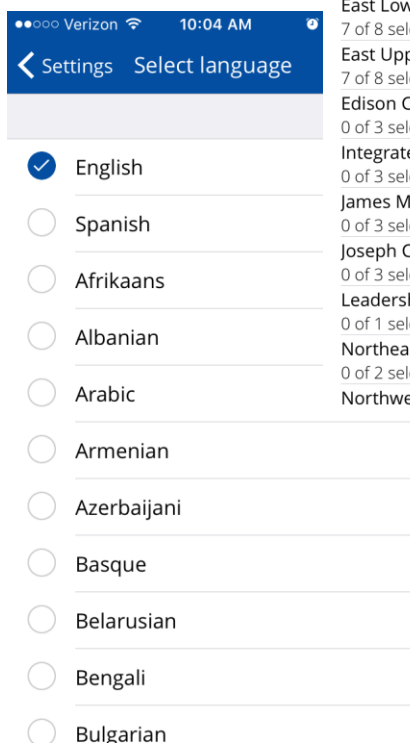 Verizon 10:04 AM
Settings Select language
English
Spanish
Afrikaans
Albanian
Arabic
Armenian
Azerbaijani
Basque
Belarusian
Bengali
Bulgarian
East
7 of 8
East
7 of 8
Edison
0 of 3
0 of 3
James
0 of 3
Joseph
0 of 3
0 of 1
0 of 2